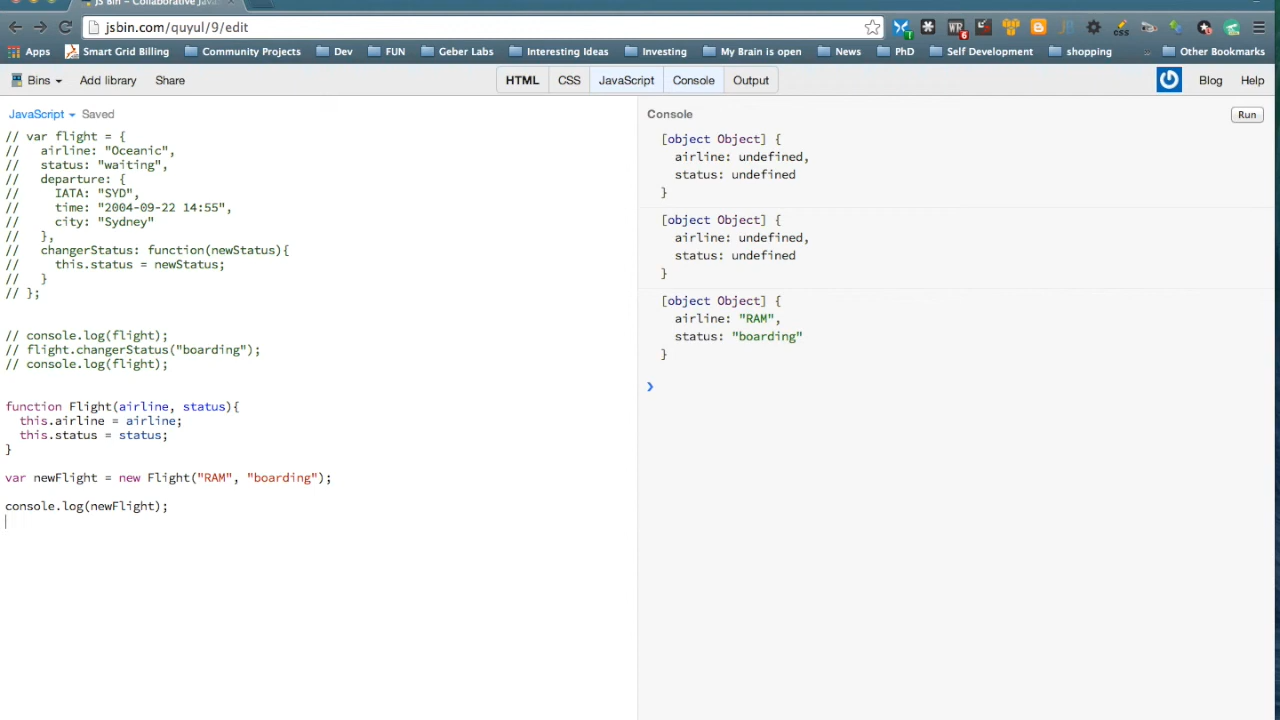 JS Bin - Collaborative Java
jsbin.com/quyul/9/edit
6
Apps Smart Grid Billing Community Projects Dev FUN Geber Labs Interesting Ideas Investing My Brain is open News PhD Self Development shopping Other Bookmarks
Bins Add library Share HTML CSS JavaScript Console Output Blog Help
JavaScript Saved
// var flight = {
//   airline: "Oceanic",
//   status: "waiting",
//   departure: {
//     IATA: "SYD",
//     time: "2004-09-22 14:55",
//     city: "Sydney"
//   },
//   changerStatus: function(newStatus){
//     this.status = newStatus;
//   }
// };
// console.log(flight);
// flight.changerStatus("boarding");
// console.log(flight);
function Flight(airline, status){
  this.airline = airline;
  this.status = status;
}
var newFlight = new Flight("RAM", "boarding");
console.log(newFlight);
Console Run
[object Object] {
  airline: undefined,
  status: undefined
}
[object Object] {
  airline: undefined,
  status: undefined
}
[object Object] {
  airline: "RAM",
  status: "boarding"
}